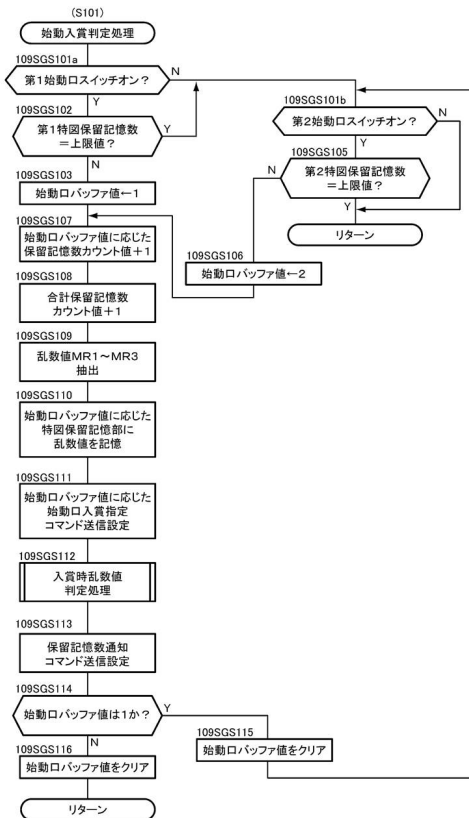 (S101)
始動入賞判定処理
109SGS101a
第1始動口スイッチオン?
N
Y
109SGS102
第1特図保留記憶数
＝上限値?
Y
N
109SGS103
始動口バッファ値←1
109SGS107
始動口バッファ値に応じた
保留記憶数カウント値＋1
109SGS108
合計保留記憶数
カウント値＋1
109SGS109
乱数値MR1～MR3
抽出
109SGS110
始動口バッファ値に応じた
特図保留記憶部に
乱数値を記憶
109SGS111
始動口バッファ値に応じた
始動口入賞指定
コマンド送信設定
109SGS112
入賞時乱数値
判定処理
109SGS113
保留記憶数通知
コマンド送信設定
109SGS114
始動口バッファ値は1か?
Y
N
109SGS116
始動口バッファ値をクリア
リターン
109SGS115
始動口バッファ値をクリア
109SGS101b
第2始動口スイッチオン?
N
Y
109SGS105
第2特図保留記憶数
＝上限値?
N
Y
リターン
109SGS106
始動口バッファ値←2